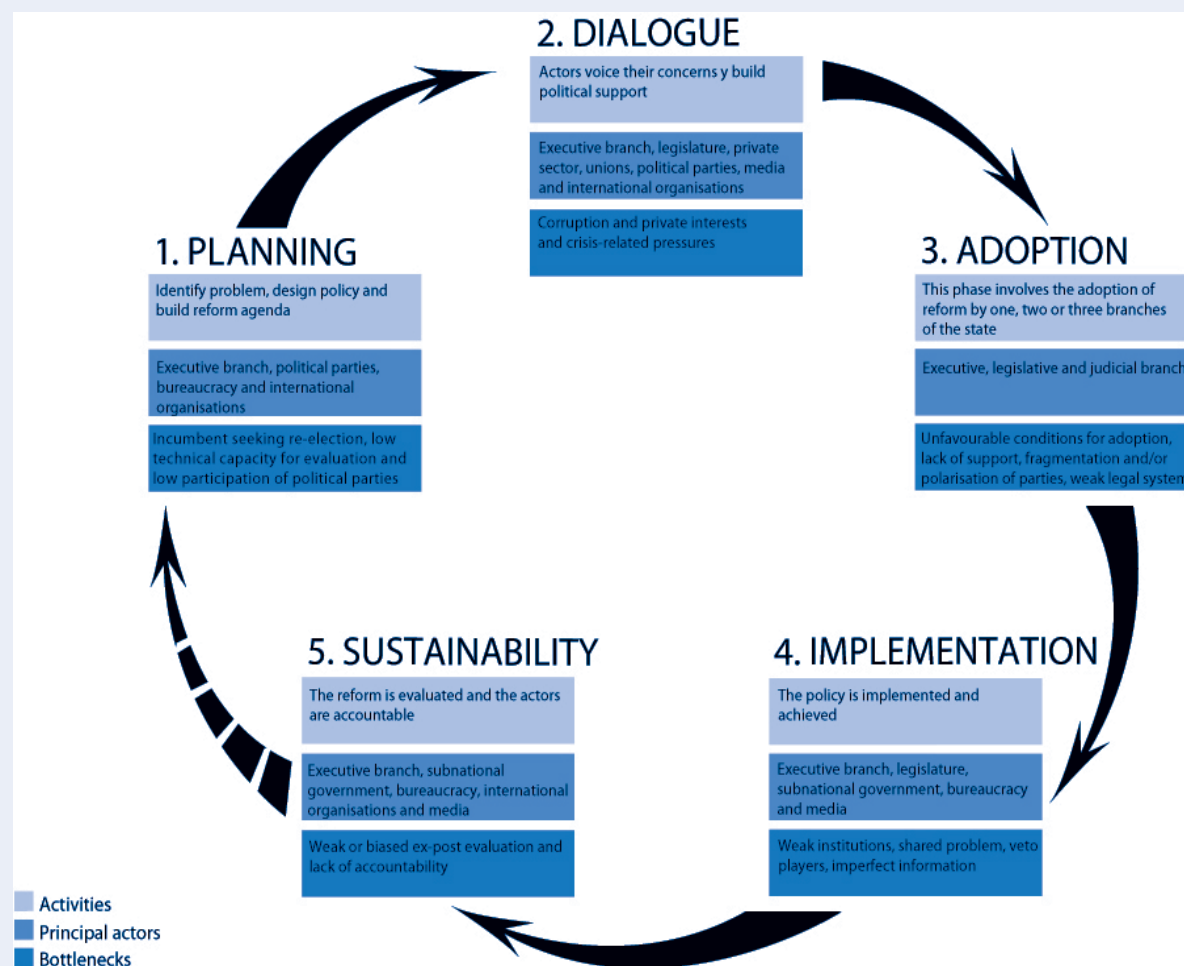 2. DIALOGUE
Actors voice their concerns y build
political support
Executive branch, legislature, private
sector, unions, political parties, media
and international organisations
Corruption and private interests
and crisis-related pressures
1. PLANNING
Identify problem, design policy and
build reform agenda
Executive branch, political parties,
bureaucracy and international
organisations
Incumbent seeking re-election, low
technical capacity for evaluation and
low participation of political parties
3. ADOPTION
This phase involves the adoption of
reform by one, two or three branches
of the state
Executive, legislative and judicial branch
Unfavourable conditions for adoption,
lack of support, fragmentation and/or
polarisation of parties, weak legal system
5. SUSTAINABILITY
The reform is evaluated and the actors
are accountable
Executive branch, subnational
government, bureaucracy, international
organisations and media
Weak or biased ex-post evaluation and
lack of accountability
4. IMPLEMENTATION
The policy is implemented and
achieved
Executive branch, legislature,
subnational government, bureaucracy
and media
Weak institutions, shared problem, veto
players, imperfect information
Activities
Principal actors
Bottlenecks